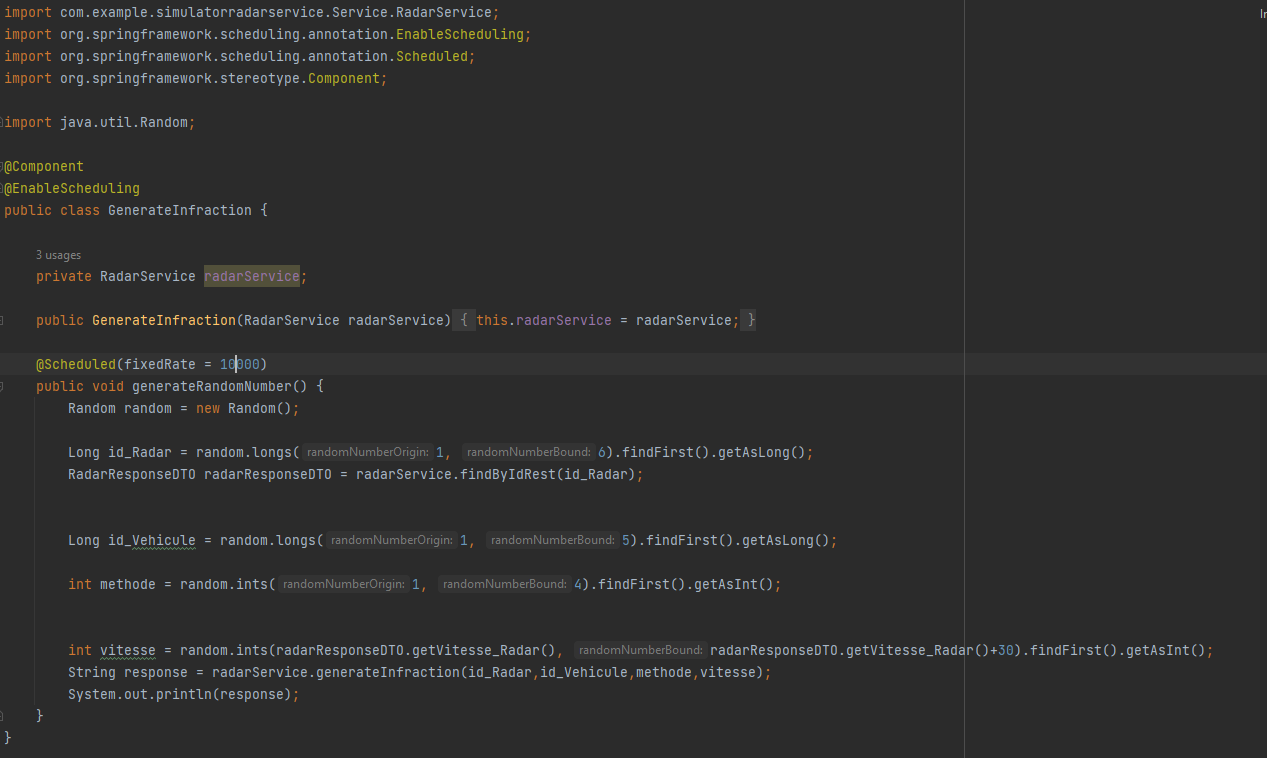 import com.example.simulatorradarservice.Service.RadarService;
import org.springframework.scheduling.annotation.EnableScheduling;
import org.springframework.scheduling.annotation.Scheduled;
import org.springframework.stereotype.Component;
import java.util.Random;
@Component
@EnableScheduling
public class GenerateInfraction {
3 usages
private RadarService radarService;
public GenerateInfraction(RadarService radarService) { this.radarService = radarService; }
@Scheduled(fixedRate = 10000)
public void generateRandomNumber() {
Random random = new Random();
Long id_Radar = random.longs( randomNumberOrigin: 1, randomNumberBound: 6).findFirst().getAsLong();
RadarResponseDTO radarResponseDTO = radarService.findByIdRest(id_Radar);
Long id_Vehicule = random.longs( randomNumberOrigin: 1, randomNumberBound: 5).findFirst().getAsLong();
int methode = random.ints( randomNumberOrigin: 1, randomNumberBound: 4).findFirst().getAsInt();
int vitesse = random.ints(radarResponseDTO.getVitesse_Radar(), randomNumberBound: radarResponseDTO.getVitesse_Radar()+30).findFirst().getAsInt();
String response = radarService.generateInfraction(id_Radar,id_Vehicule,methode,vitesse);
System.out.println(response);
}
}